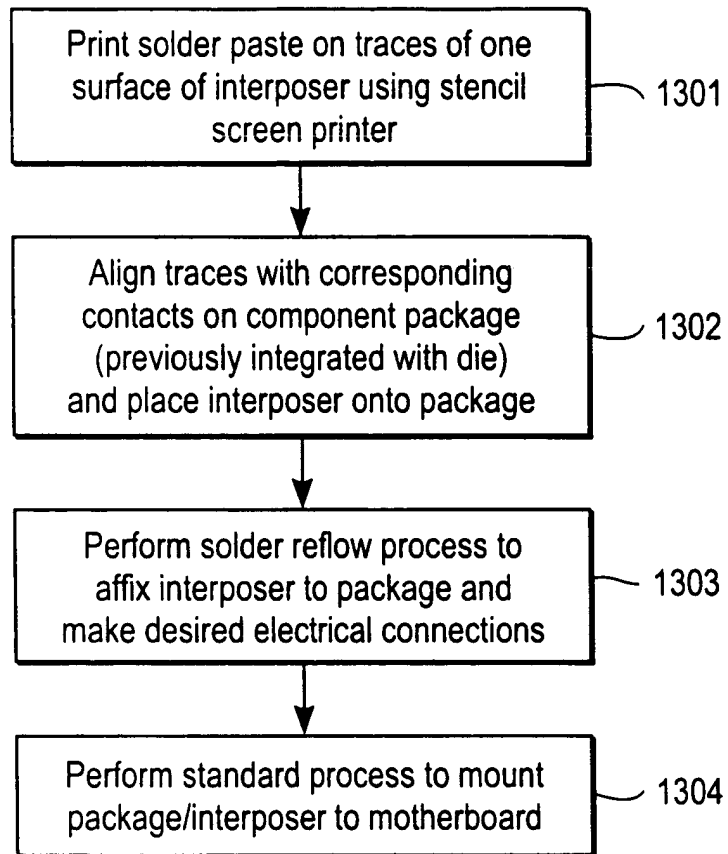 Print solder paste on traces of one
surface of interposer using stencil
screen printer
1301
Align traces with corresponding
contacts on component package
(previously integrated with die)
and place interposer onto package
1302
Perform solder reflow process to
affix interposer to package and
make desired electrical connections
1303
Perform standard process to mount
package/interposer to motherboard
1304